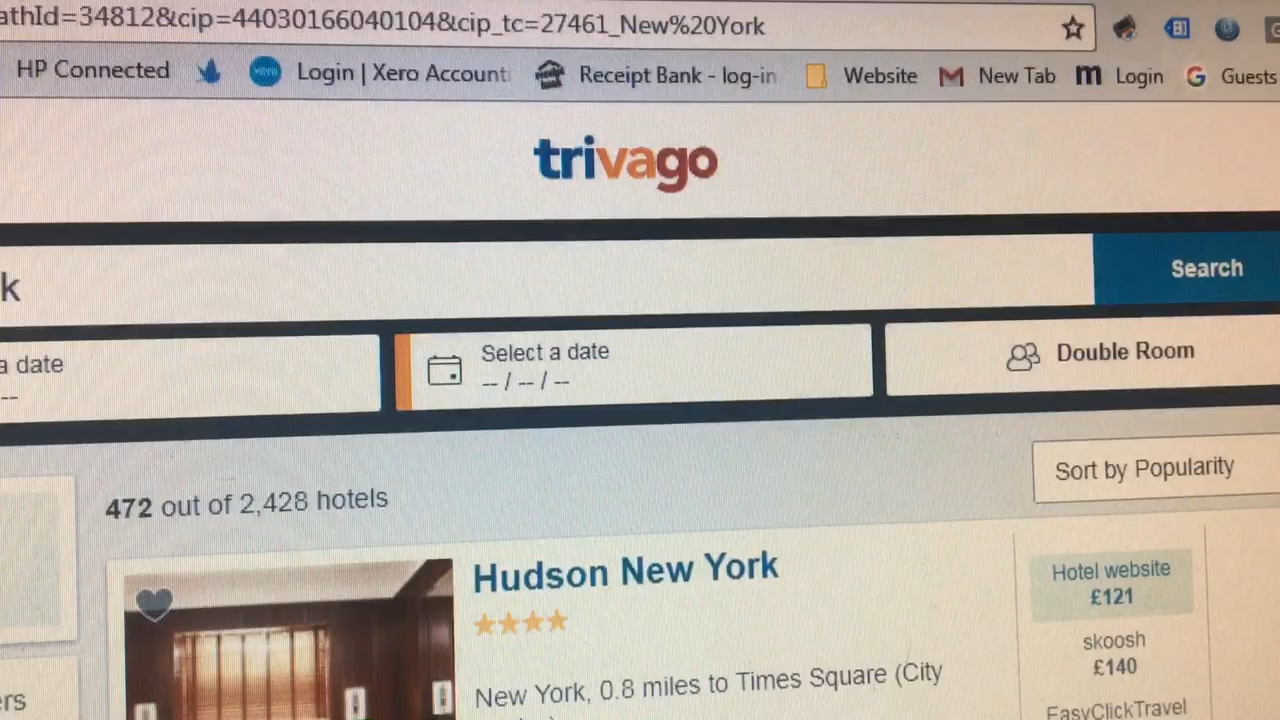 athId=34812&cip=44030166040104&cip_tc=27461_New%20York
HP Connected
Login | Xero Account
Receipt Bank - log-in
Website
New Tab
m Login
G Guests
trivago
k
Search
a date
--
Select a date
-- / -- / --
Double Room
472 out of 2,428 hotels
Sort by Popularity
Hudson New York
Hotel website
£121
skoosh
£140
New York, 0.8 miles to Times Square (City
EasyClickTravel
ers